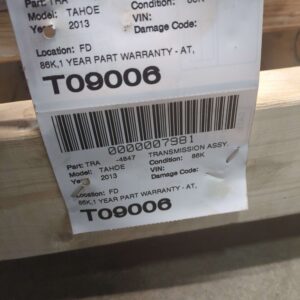 Part: TRA Condition: 86K
Model: TAHOE VIN:
Year: 2013 Damage Code:
Location: FD
86K,1 YEAR PART WARRANTY - AT,
T09006
0000007981
Part: TRA -4847 TRANSMISSION ASSY
Model: TAHOE Condition: 86K
Year: 2013 VIN:
Damage Code:
Location: FD
86K,1 YEAR PART WARRANTY - AT,
T09006